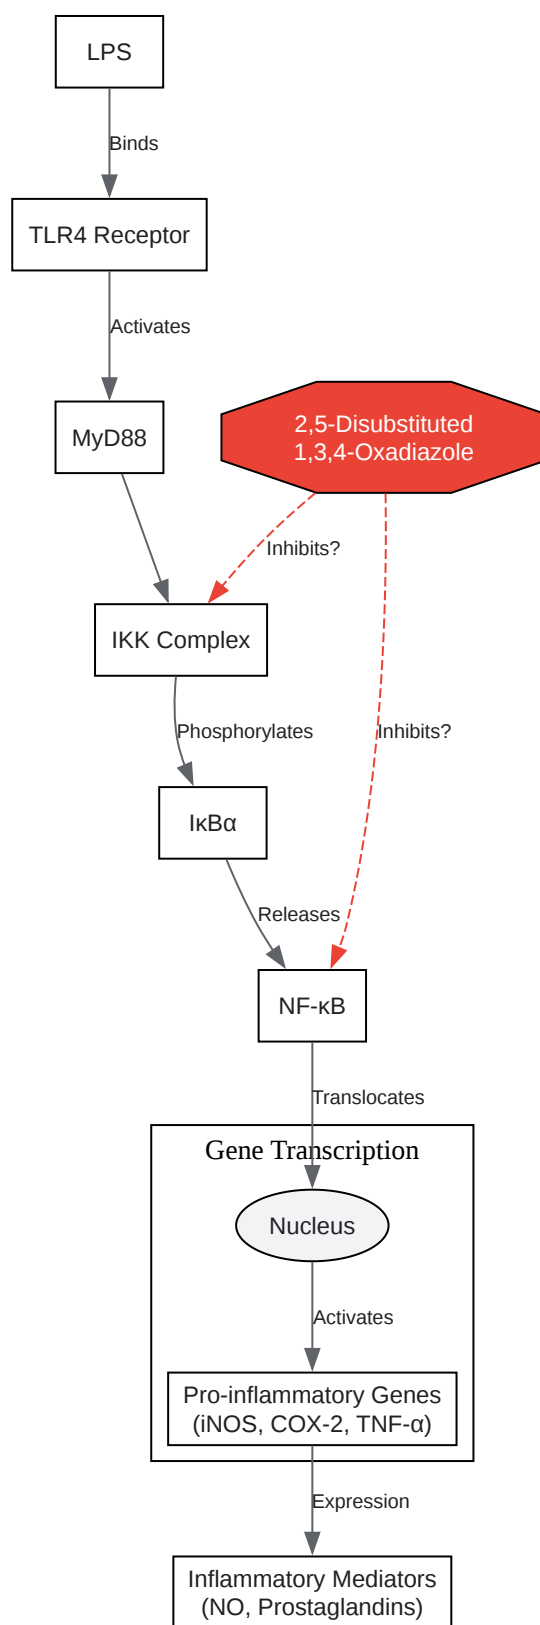 LPS
Binds
TLR4 Receptor
Activates
MyD88
2,5-Disubstituted
1,3,4-Oxadiazole
Inhibits?
IKK Complex
Phosphorylates
Inhibits?
IκBα
Releases
NF-κB
Translocates
Gene Transcription
Nucleus
Activates
Pro-inflammatory Genes
(iNOS, COX-2, TNF-α)
Expression
Inflammatory Mediators
(NO, Prostaglandins)